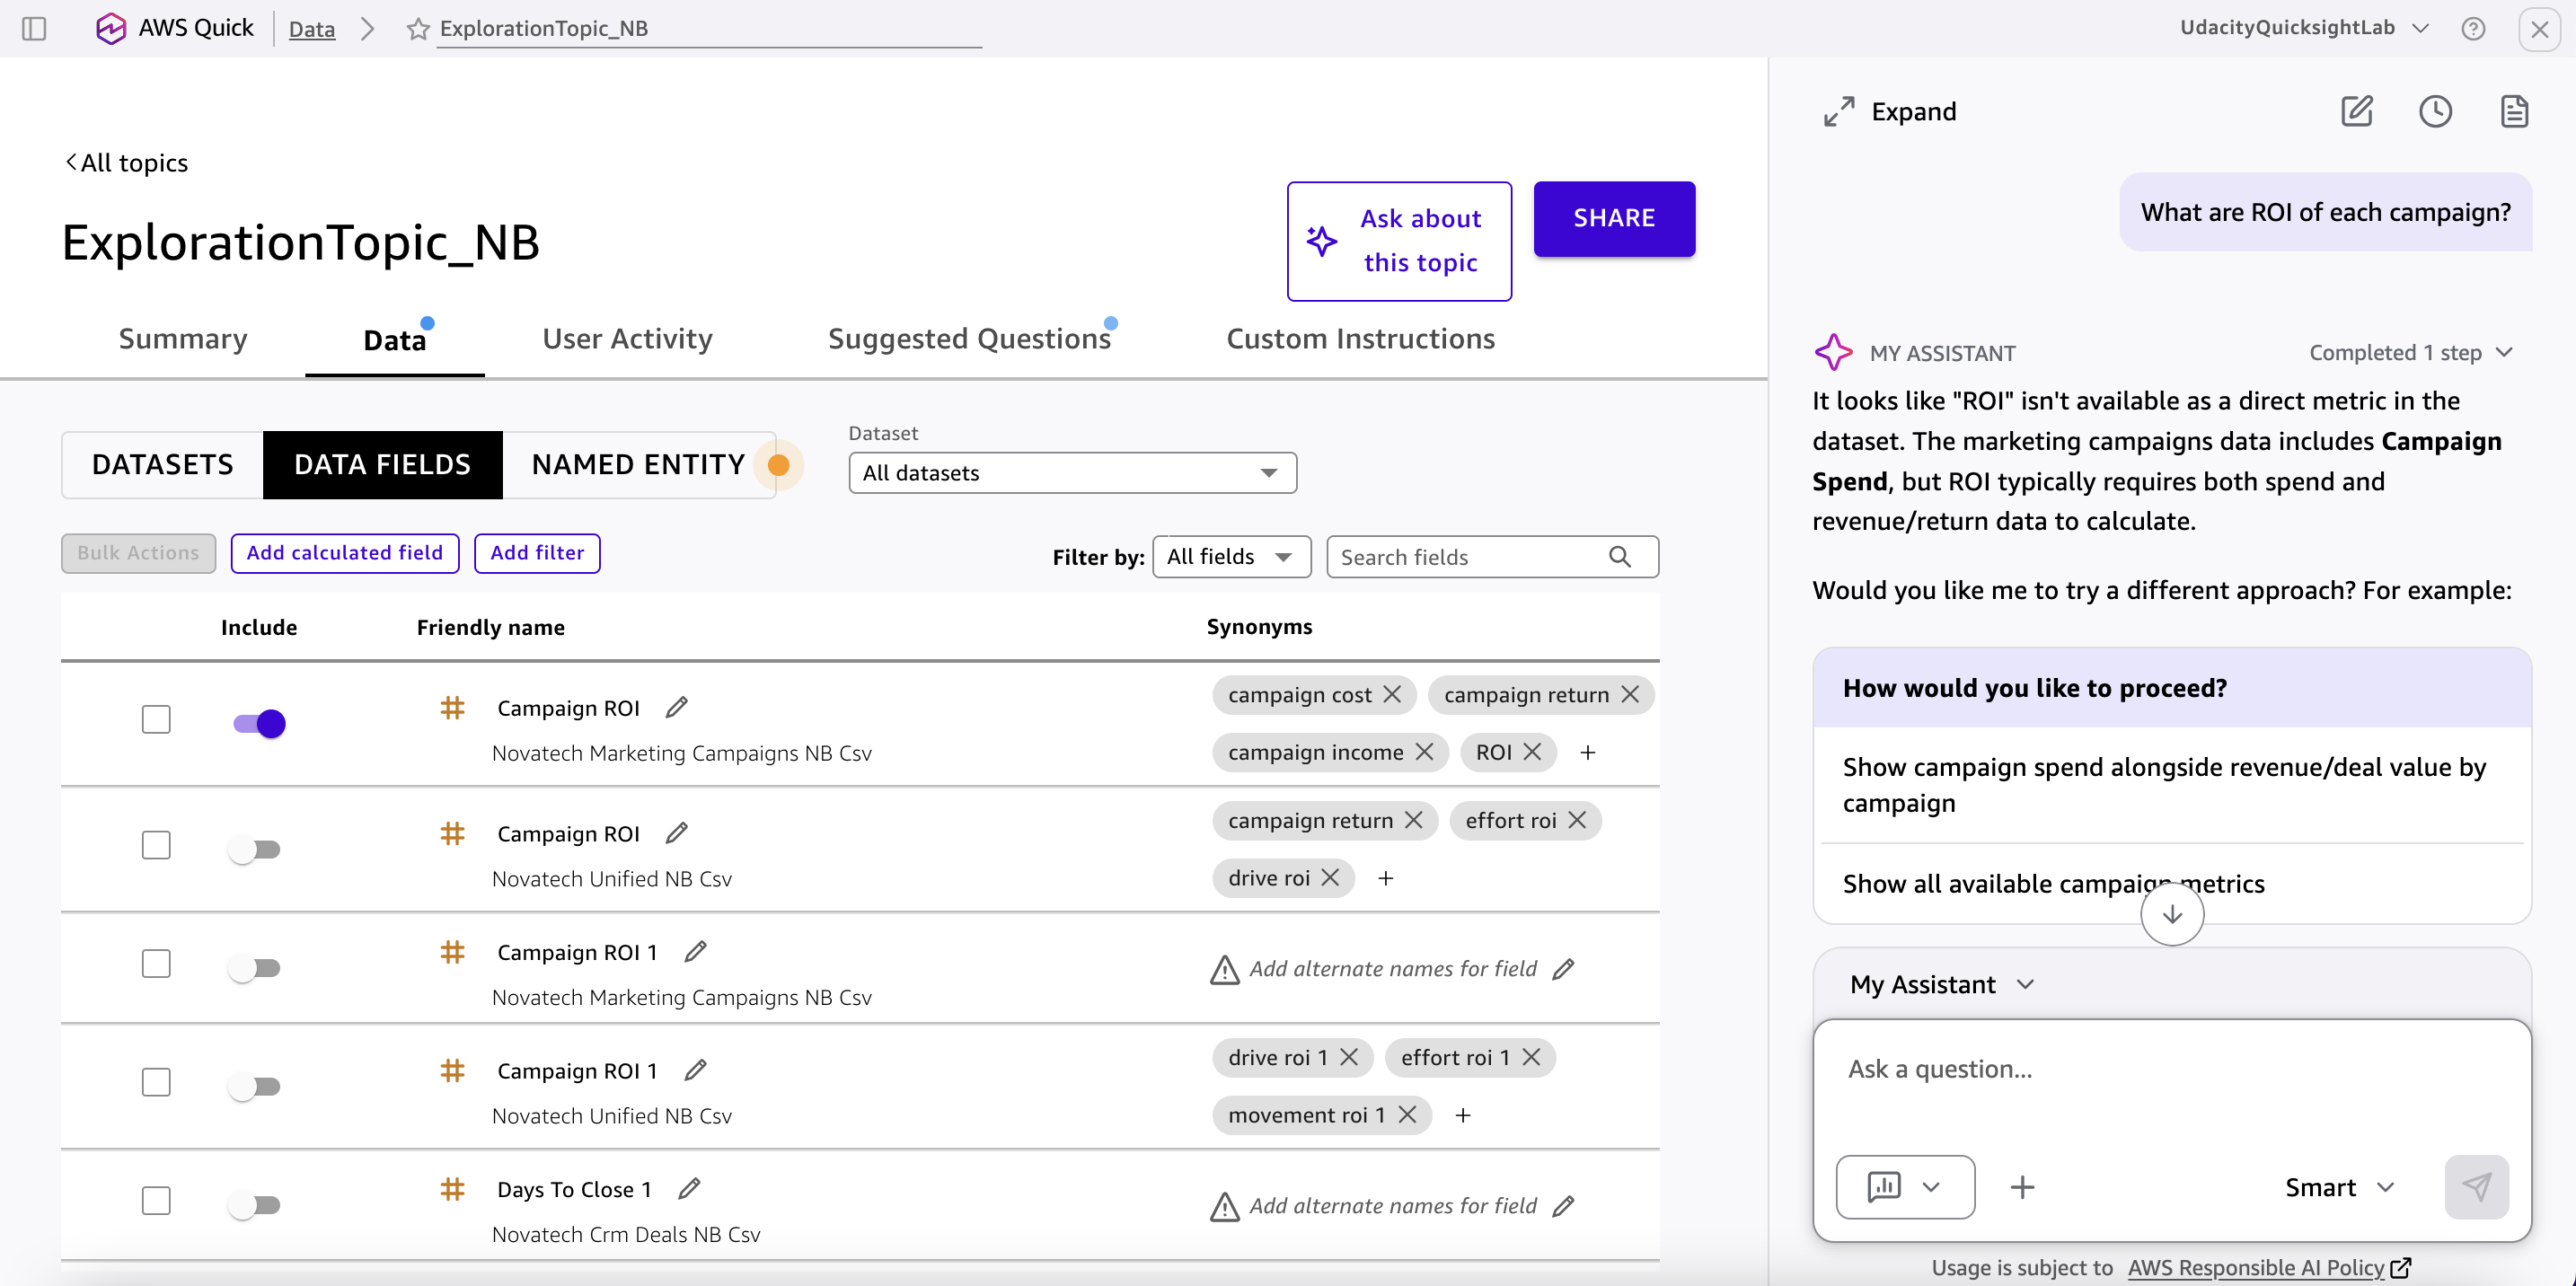 AWS Quick
Data
ExplorationTopic_NB
UdacityQuicksightLab
All topics
ExplorationTopic_NB
Ask about
this topic
SHARE
Summary
Data
User Activity
Suggested Questions
Custom Instructions
DATASETS
DATA FIELDS
NAMED ENTITY
Dataset
All datasets
Bulk Actions
Add calculated field
Add filter
Filter by:
All fields
Search fields
Include
Friendly name
Synonyms
Campaign ROI
Novatech Marketing Campaigns NB Csv
campaign cost
campaign return
campaign income
ROI
Campaign ROI
Novatech Unified NB Csv
campaign return
effort roi
drive roi
Campaign ROI 1
Novatech Marketing Campaigns NB Csv
Add alternate names for field
Campaign ROI 1
Novatech Unified NB Csv
drive roi 1
effort roi 1
movement roi 1
Days To Close 1
Novatech Crm Deals NB Csv
Add alternate names for field
Expand
What are ROI of each campaign?
MY ASSISTANT
Completed 1 step
It looks like "ROI" isn't available as a direct metric in the
dataset. The marketing campaigns data includes Campaign
Spend, but ROI typically requires both spend and
revenue/return data to calculate.
Would you like me to try a different approach? For example:
How would you like to proceed?
Show campaign spend alongside revenue/deal value by
campaign
Show all available campaign metrics
My Assistant
Ask a question...
Smart
Usage is subject to AWS Responsible AI Policy